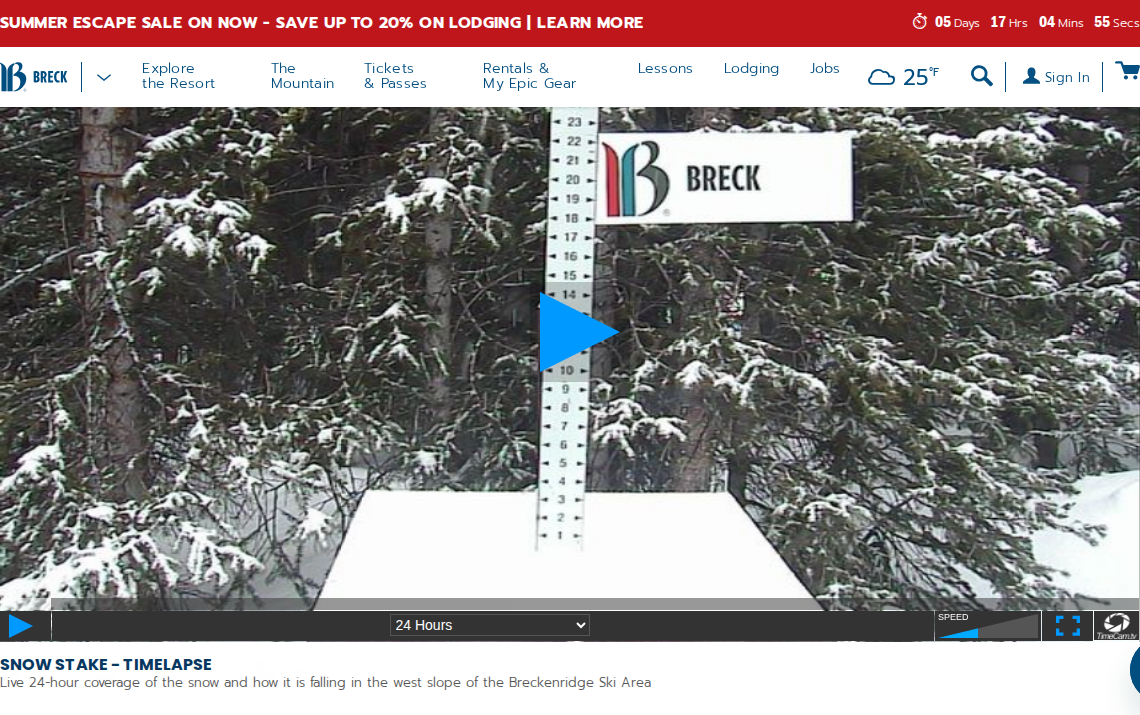 SUMMER ESCAPE SALE ON NOW - SAVE UP TO 20% ON LODGING | LEARN MORE
05 Days 17 Hrs 04 Mins 55 Secs
BRECK
Explore
the Resort
The
Mountain
Tickets
& Passes
Rentals &
My Epic Gear
Lessons
Lodging
Jobs
25°F
Sign In
23
22
21
20
19
18
17
16
15
14
10
9
8
7
6
5
4
3
2
1
B BRECK
24 Hours
SPEED
TimeCam.tv
SNOW STAKE - TIMELAPSE
Live 24-hour coverage of the snow and how it is falling in the west slope of the Breckenridge Ski Area